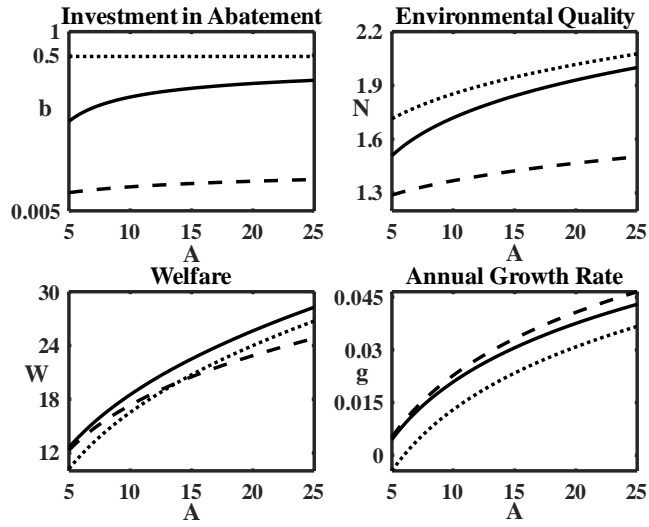 Investment in Abatement
1
0.5
b
0.005
5 10 15 20 25
A
Environmental Quality
2.2
1.9
N
1.6
1.3
5 10 15 20 25
A
Welfare
30
24
W
18
12
5 10 15 20 25
A
Annual Growth Rate
0.045
0.03
g
0.015
0
5 10 15 20 25
A